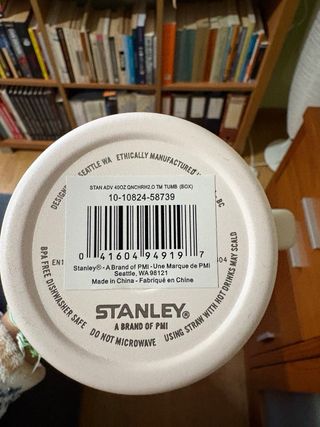 DESIGNED
SEATTLE WA ETHICALLY MANUFACTURED
BC
STAN ADV 40OZ QNCHRH2.O TM TUMB (BOX)
10-10824-58739
0 41604 94919 7
Stanley® - A Brand of PMI - Une Marque de PMI
Seattle, WA 98121
Made in China - Fabriqué en Chine
STANLEY®
A BRAND OF PMI
BPA FREE DISHWASHER SAFE DO NOT MICROWAVE USING STRAW WITH HOT DRINKS MAY SCALD